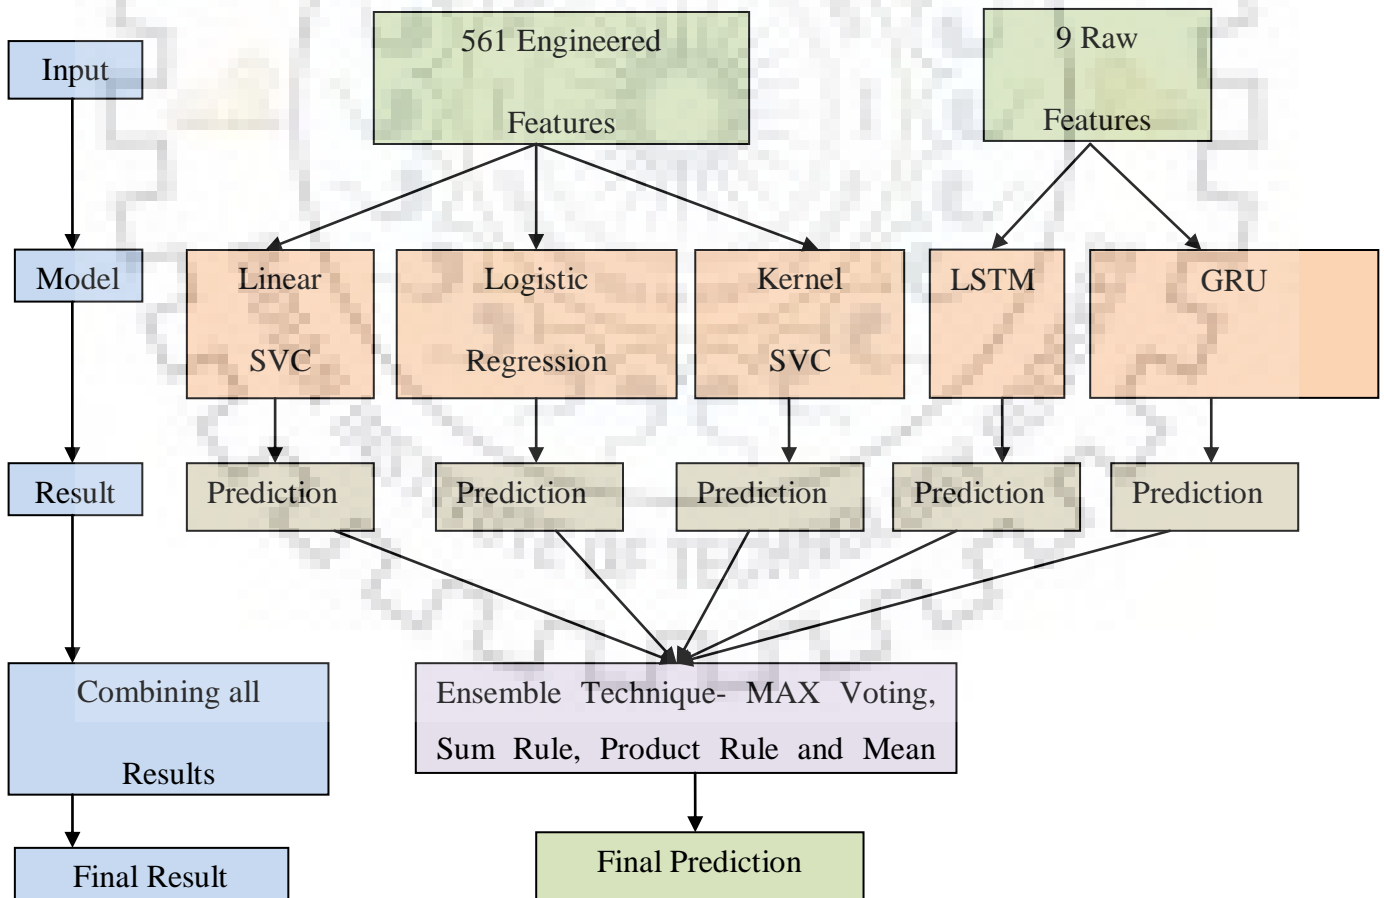 Input
561 Engineered
Features
9 Raw
Features
Model
Linear
SVC
Logistic
Regression
Kernel
SVC
LSTM
GRU
Result
Prediction
Prediction
Prediction
Prediction
Prediction
Combining all
Results
Ensemble Technique- MAX Voting,
Sum Rule, Product Rule and Mean
Final Result
Final Prediction